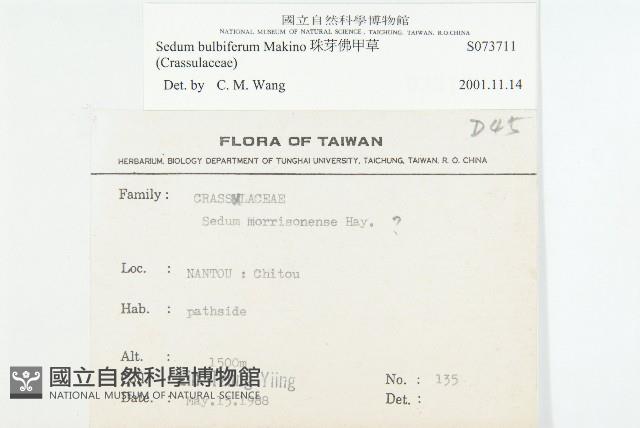 國立自然科學博物館
NATIONAL MUSEUM OF NATURAL SCIENCE, TAICHUNG, TAIWAN, R.O.CHINA
Sedum bulbiferum Makino 珠芽佛甲草 S073711
(Crassulaceae)
Det. by C. M. Wang 2001.11.14
D45
FLORA OF TAIWAN
HERBARIUM, BIOLOGY DEPARTMENT OF TUNGHAI UNIVERSITY, TAICHUNG, TAIWAN, R. O. CHINA
Family : CRASSULACEAE
Sedum morrisonense Hay. ?
Loc. : NANTOU : Chitou
Hab. : pathside
Alt. : 1500m
Yiing No. : 135
Date. : May.15.1988 Det. :
國立自然科學博物館
NATIONAL MUSEUM OF NATURAL SCIENCE